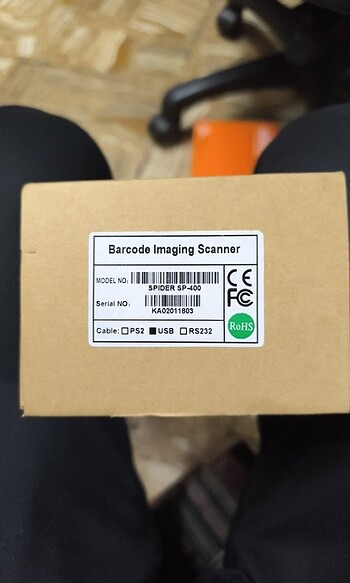 Barcode Imaging Scanner
MODEL NO:
SPIDER SP-400
Serial NO:
KA02011803
Cable: ☐ PS2 ■ USB ☐ RS232
CE
FC
RoHS